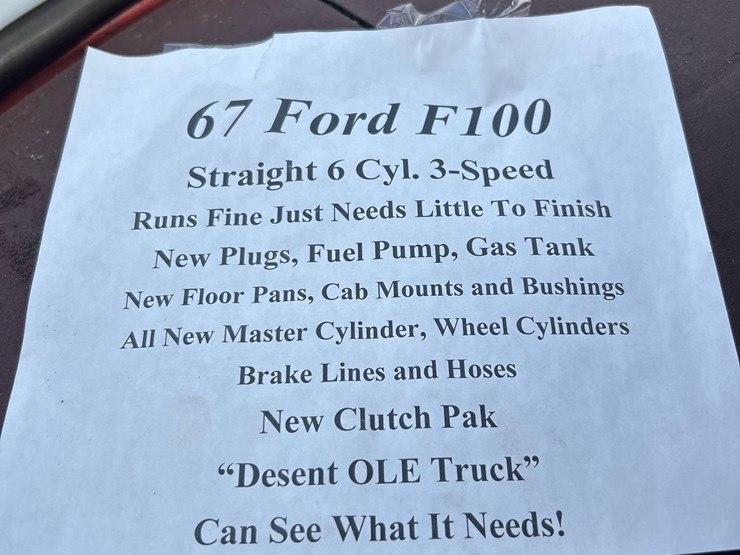 67 Ford F100
Straight 6 Cyl. 3-Speed
Runs Fine Just Needs Little To Finish
New Plugs, Fuel Pump, Gas Tank
New Floor Pans, Cab Mounts and Bushings
All New Master Cylinder, Wheel Cylinders
Brake Lines and Hoses
New Clutch Pak
“Desent OLE Truck”
Can See What It Needs!